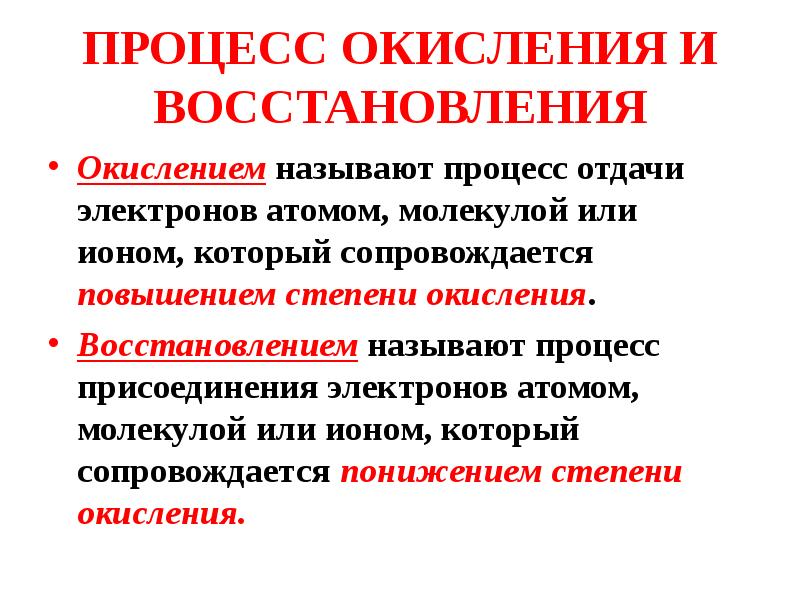 ПРОЦЕСС ОКИСЛЕНИЯ И
ВОССТАНОВЛЕНИЯ
• Окислением называют процесс отдачи
электронов атомом, молекулой или
ионом, который сопровождается
повышением степени окисления.
• Восстановлением называют процесс
присоединения электронов атомом,
молекулой или ионом, который
сопровождается понижением степени
окисления.